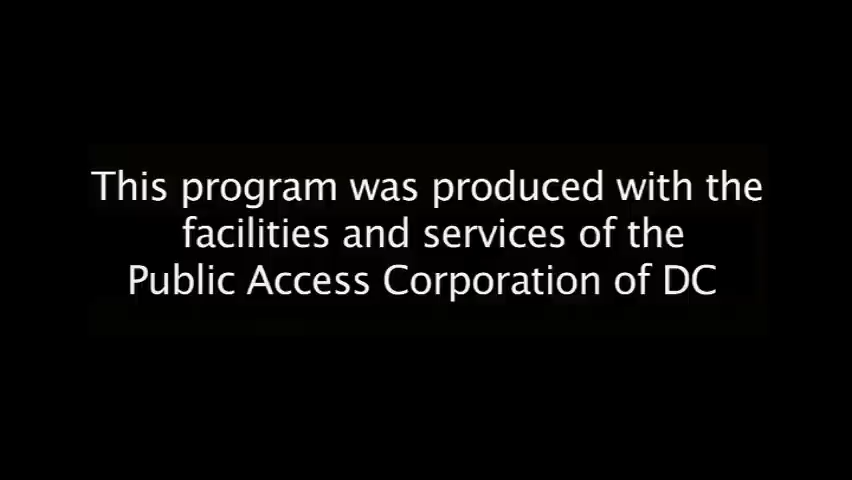 This program was produced with the
facilities and services of the
Public Access Corporation of DC